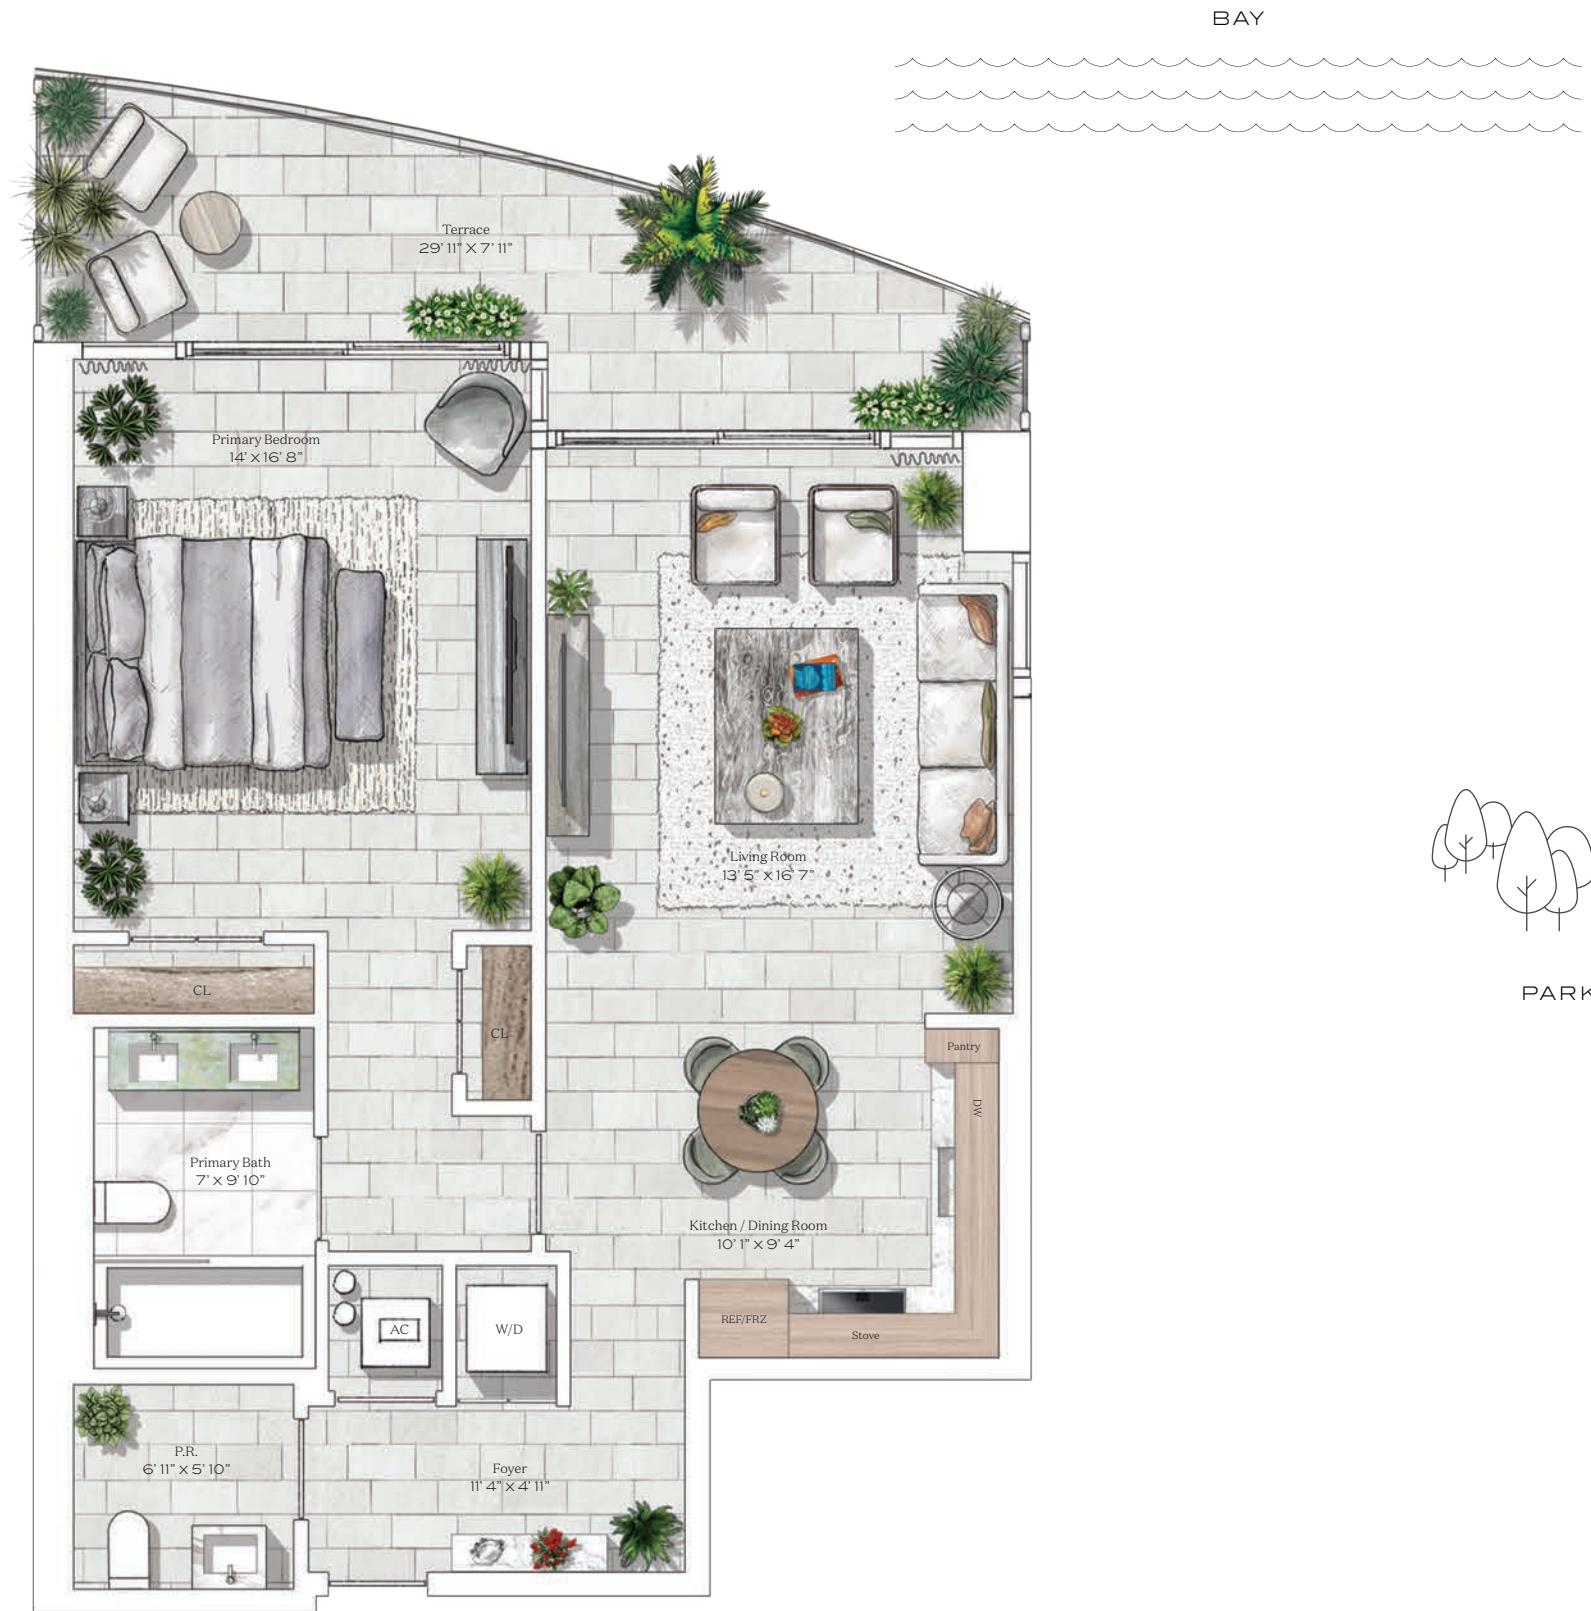 BAY
Terrace
29' 11" X 7' 11"
Primary Bedroom
14' X 16' 8"
Living Room
13' 5" X 16' 7"
PARK
CL
CL
Pantry
DW
Primary Bath
7' X 9' 10"
Kitchen / Dining Room
10' 1" X 9' 4"
REF/FRZ
Stove
AC
W/D
P.R.
6' 11" X 5' 10"
Foyer
11' 4" X 4' 11"